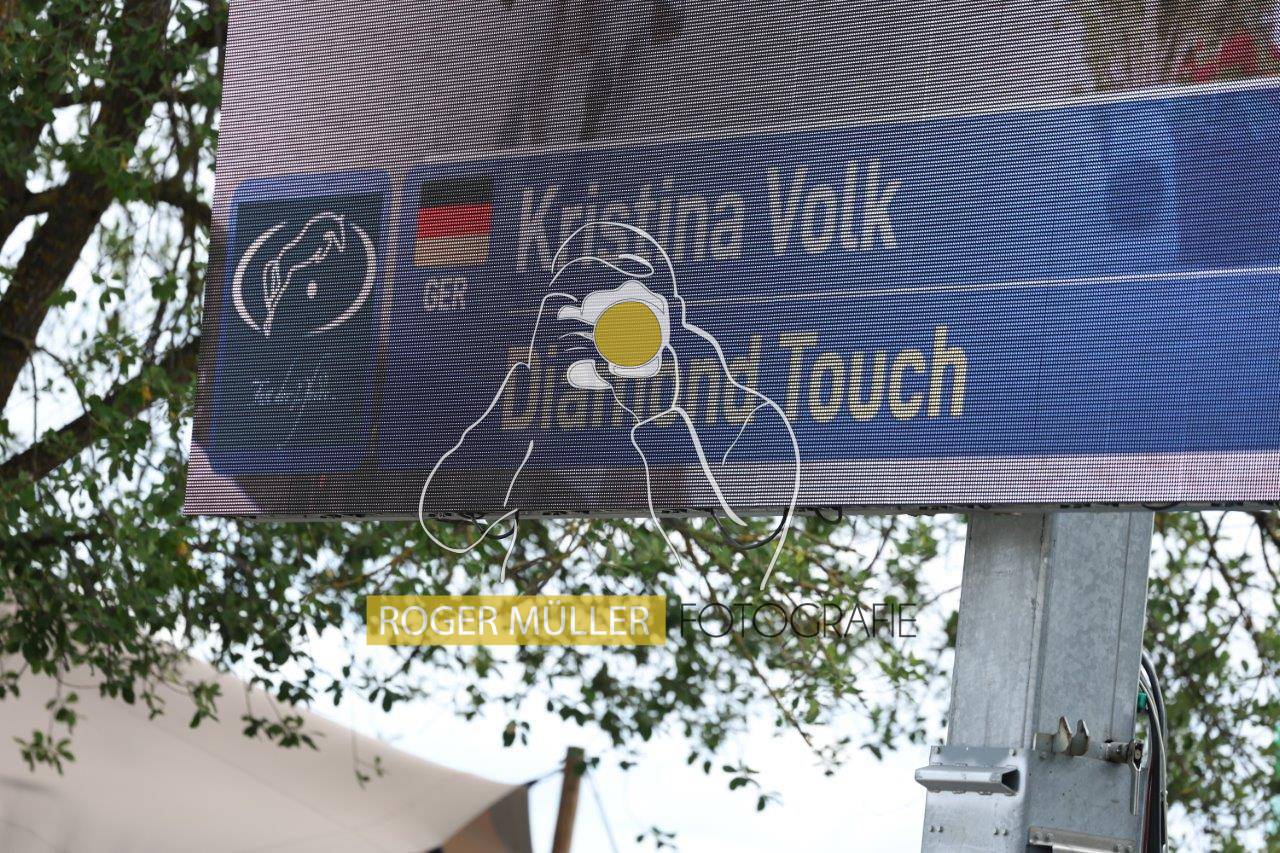 Kristina Volk
GER
Diamond Touch
ROGER MÜLLER FOTOGRAFIE